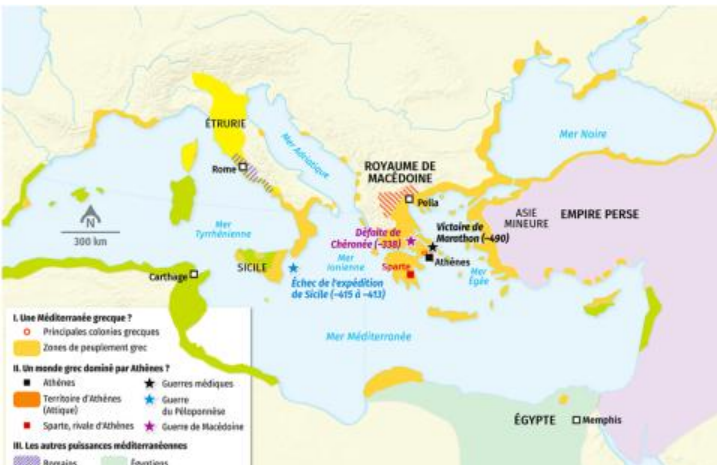 ÉTRURIE
Mer Adriatique
Mer Noire
Rome
ROYAUME DE
MACÉDOINE
Pella
ASIE
MINEURE
EMPIRE PERSE
300 km
Mer
Tyrrhénienne
Défaite de
Chéronée (–338)
Victoire de
Marathon (–490)
Athènes
Sparte
Mer
Ionienne
Mer
Égée
Carthage
SICILE
Échec de l'expédition
de Sicile (–415 à –413)
Mer Méditerranée
ÉGYPTE
Memphis
I. Une Méditerranée grecque ?
Principales colonies grecques
Zones de peuplement grec
II. Un monde grec dominé par Athènes ?
Athènes
Territoire d'Athènes
(Attique)
Sparte, rivale d'Athènes
Guerres médiques
Guerre
du Péloponnèse
Guerre de Macédoine
III. Les autres puissances méditerranéennes
Romains
Égyptiens